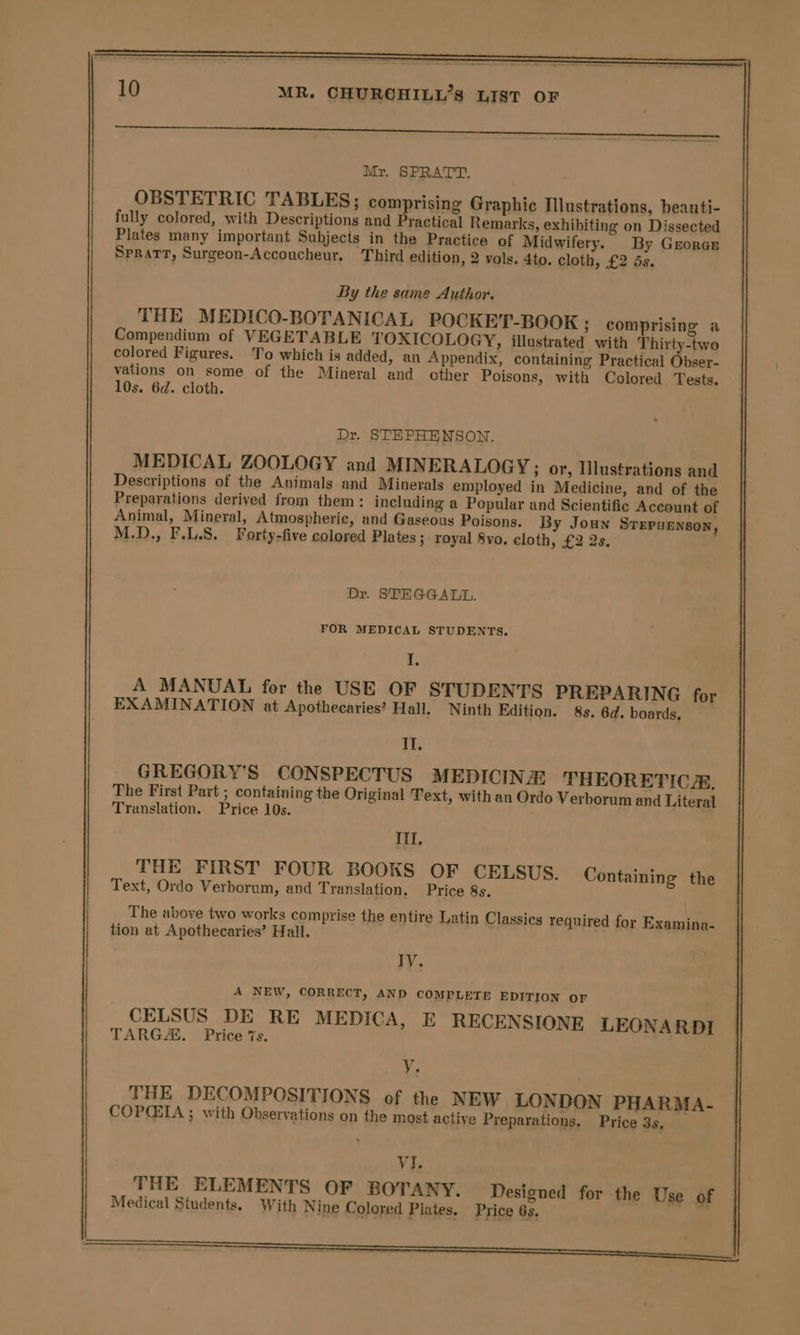 10 MR. CHURCHILL'S LIST OF
Mr. SPRATT.
OBSTETRIC TABLES; comprising Graphic Illustrations, beauti-
fully colored, with Descriptions and Practical Remarks, exhibiting on Dissected
Plates many important Subjects in the Practice of Midwifery. By GEORGE
SPRATT, Surgeon-Accoucheur. Third edition, 2 vols. 4to. cloth, £2 5s.
By the same Author.
THE MEDICO-BOTANICAL POCKET-BOOK; comprising a
Compendium of VEGETABLE TOXICOLOGY, illustrated with Thirty-two
colored Figures. To which is added, an Appendix, containing Practical Obser-
vations on some of the Mineral and other Poisons, with Colored Tests.
10s. 6d. cloth.
Dr. STEPHENSON.
MEDICAL ZOOLOGY and MINERALOGY; or, Illustrations and
Descriptions of the Animals and Minerals employed in Medicine, and of the
Preparations derived from them: including a Popular and Scientific Account of
Animal, Mineral, Atmospheric, and Gaseous Poisons. By JOHN STEPHENSON,
M.D., F.L.S. Forty-five colored Plates; royal 8vo. cloth, £2 2s.
Dr. STEGGALL.
FOR MEDICAL STUDENTS.
I.
A MANUAL for the USE OF STUDENTS PREPARING for
EXAMINATION at Apothecaries' Hall. Ninth Edition. 8s. 6d. boards.
II.
GREGORY'S CONSPECTUS MEDICINÆ THEORETICÆ.
The First Part; containing the Original Text, with an Ordo Verborum and Literal
Translation. Price 10s.
III.
THE FIRST FOUR BOOKS OF CELSUS. Containing the
Text, Ordo Verborum, and Translation. Price 8s.
The above two works comprise the entire Latin Classics required for Examina-
tion at Apothecaries' Hall.
IV.
A NEW, CORRECT, AND COMPLETE EDITION OF
CELSUS DE RE MEDICA, E RECENSIONE LEONARDI
TARGÆ. Price 7s.
V.
THE DECOMPOSITIONS of the NEW LONDON PHARMA-
COPŒIA; with Observations on the most active Preparations. Price 3s.
VI.
THE ELEMENTS OF BOTANY. Designed for the Use of
Medical Students. With Nine Colored Plates. Price 6s.